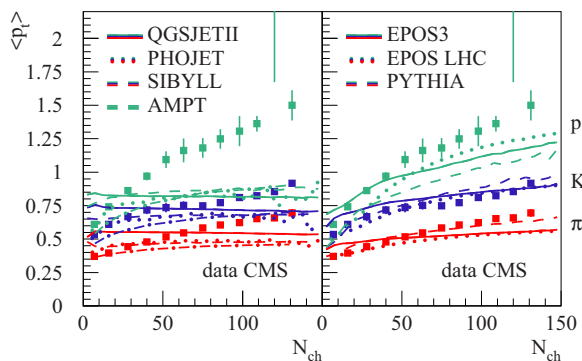 <pₜ>
2
1.75
1.5
1.25
1
0.75
0.5
0.25
0
QGSJETII
PHOJET
SIBYLL
AMPT
data CMS
0 50 100
N_ch
EPOS3
EPOS LHC
PYTHIA
p
K
π
data CMS
0 50 100 150
N_ch